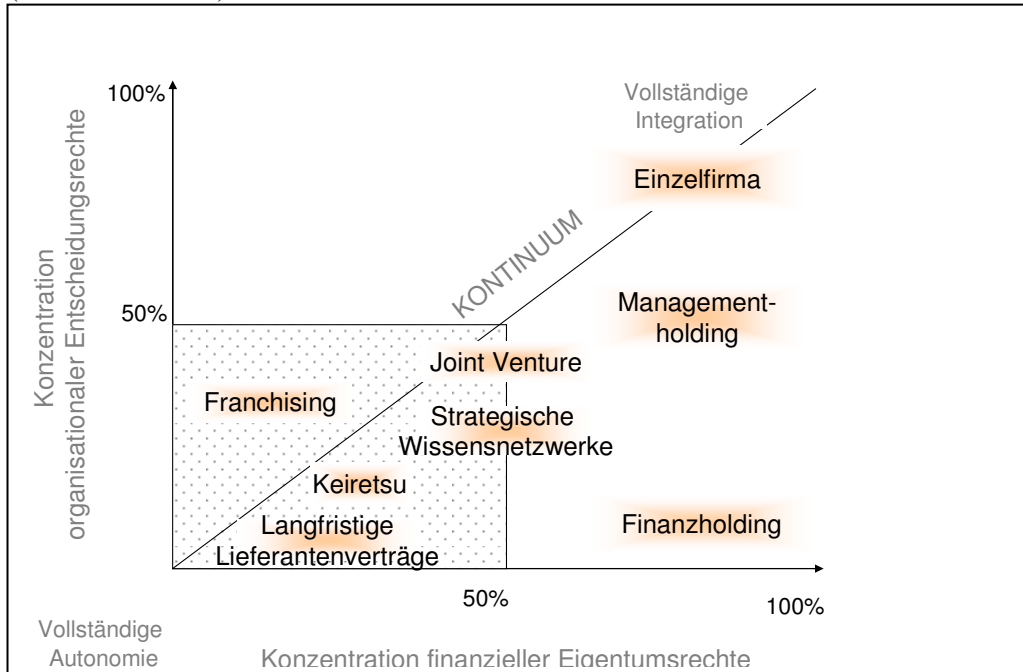 100%
Vollständige
Integration
Einzelfirma
KONTINUUM
Konzentration
organisationaler Entscheidungsrechte
50%
Management-
holding
Joint Venture
Franchising
Strategische
Wissensnetzwerke
Keiretsu
Langfristige
Lieferantenverträge
Finanzholding
50%
100%
Vollständige
Autonomie
Konzentration finanzieller Eigentumsrechte